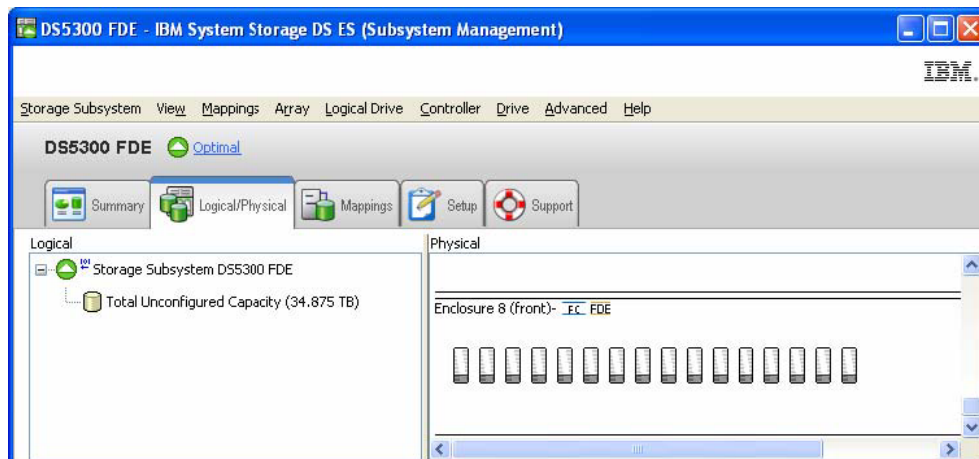 DS5300 FDE - IBM System Storage DS ES (Subsystem Management)
IBM.
Storage Subsystem View Mappings Array Logical Drive Controller Drive Advanced Help
DS5300 FDE Optimal
Summary Logical/Physical Mappings Setup Support
Logical
Storage Subsystem DS5300 FDE
Total Unconfigured Capacity (34.875 TB)
Physical
Enclosure 8 (front)- FC FDE